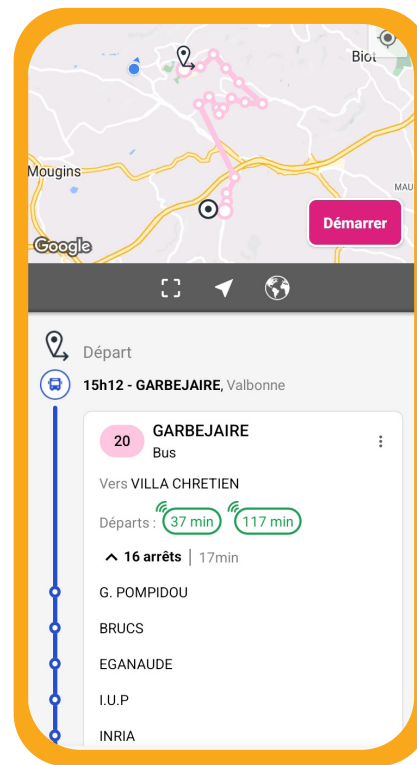 Biot
Mougins
MAU
Démarrer
Google
Départ
15h12 - GARBEJAIRE, Valbonne
20
GARBEJAIRE
Bus
Vers VILLA CHRETIEN
Départs : 37 min 117 min
16 arrêts | 17min
G. POMPIDOU
BRUCS
EGANAUDE
I.U.P
INRIA